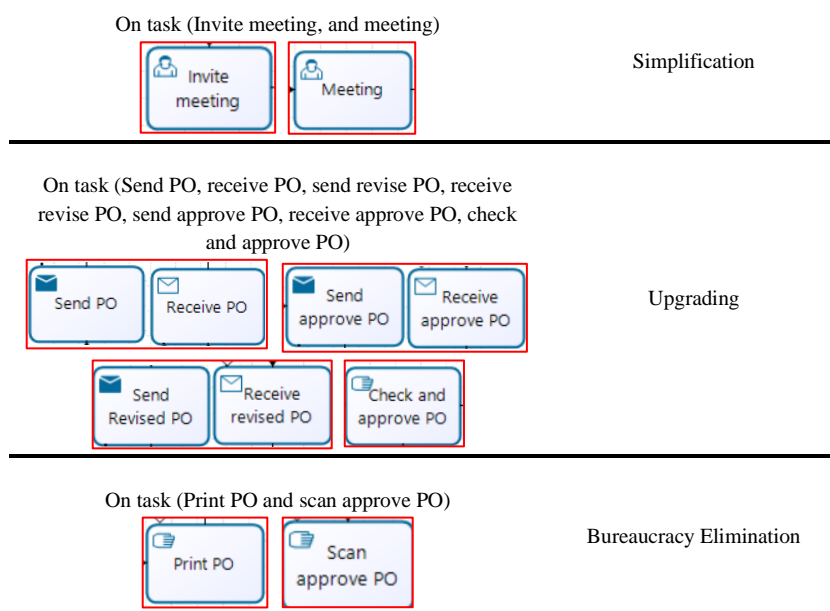 On task (Invite meeting, and meeting)
Invite
meeting
Meeting
Simplification
On task (Send PO, receive PO, send revise PO, receive
revise PO, send approve PO, receive approve PO, check
and approve PO)
Send PO
Receive PO
Send
approve PO
Receive
approve PO
Upgrading
Send
Revised PO
Receive
revised PO
Check and
approve PO
On task (Print PO and scan approve PO)
Print PO
Scan
approve PO
Bureaucracy Elimination